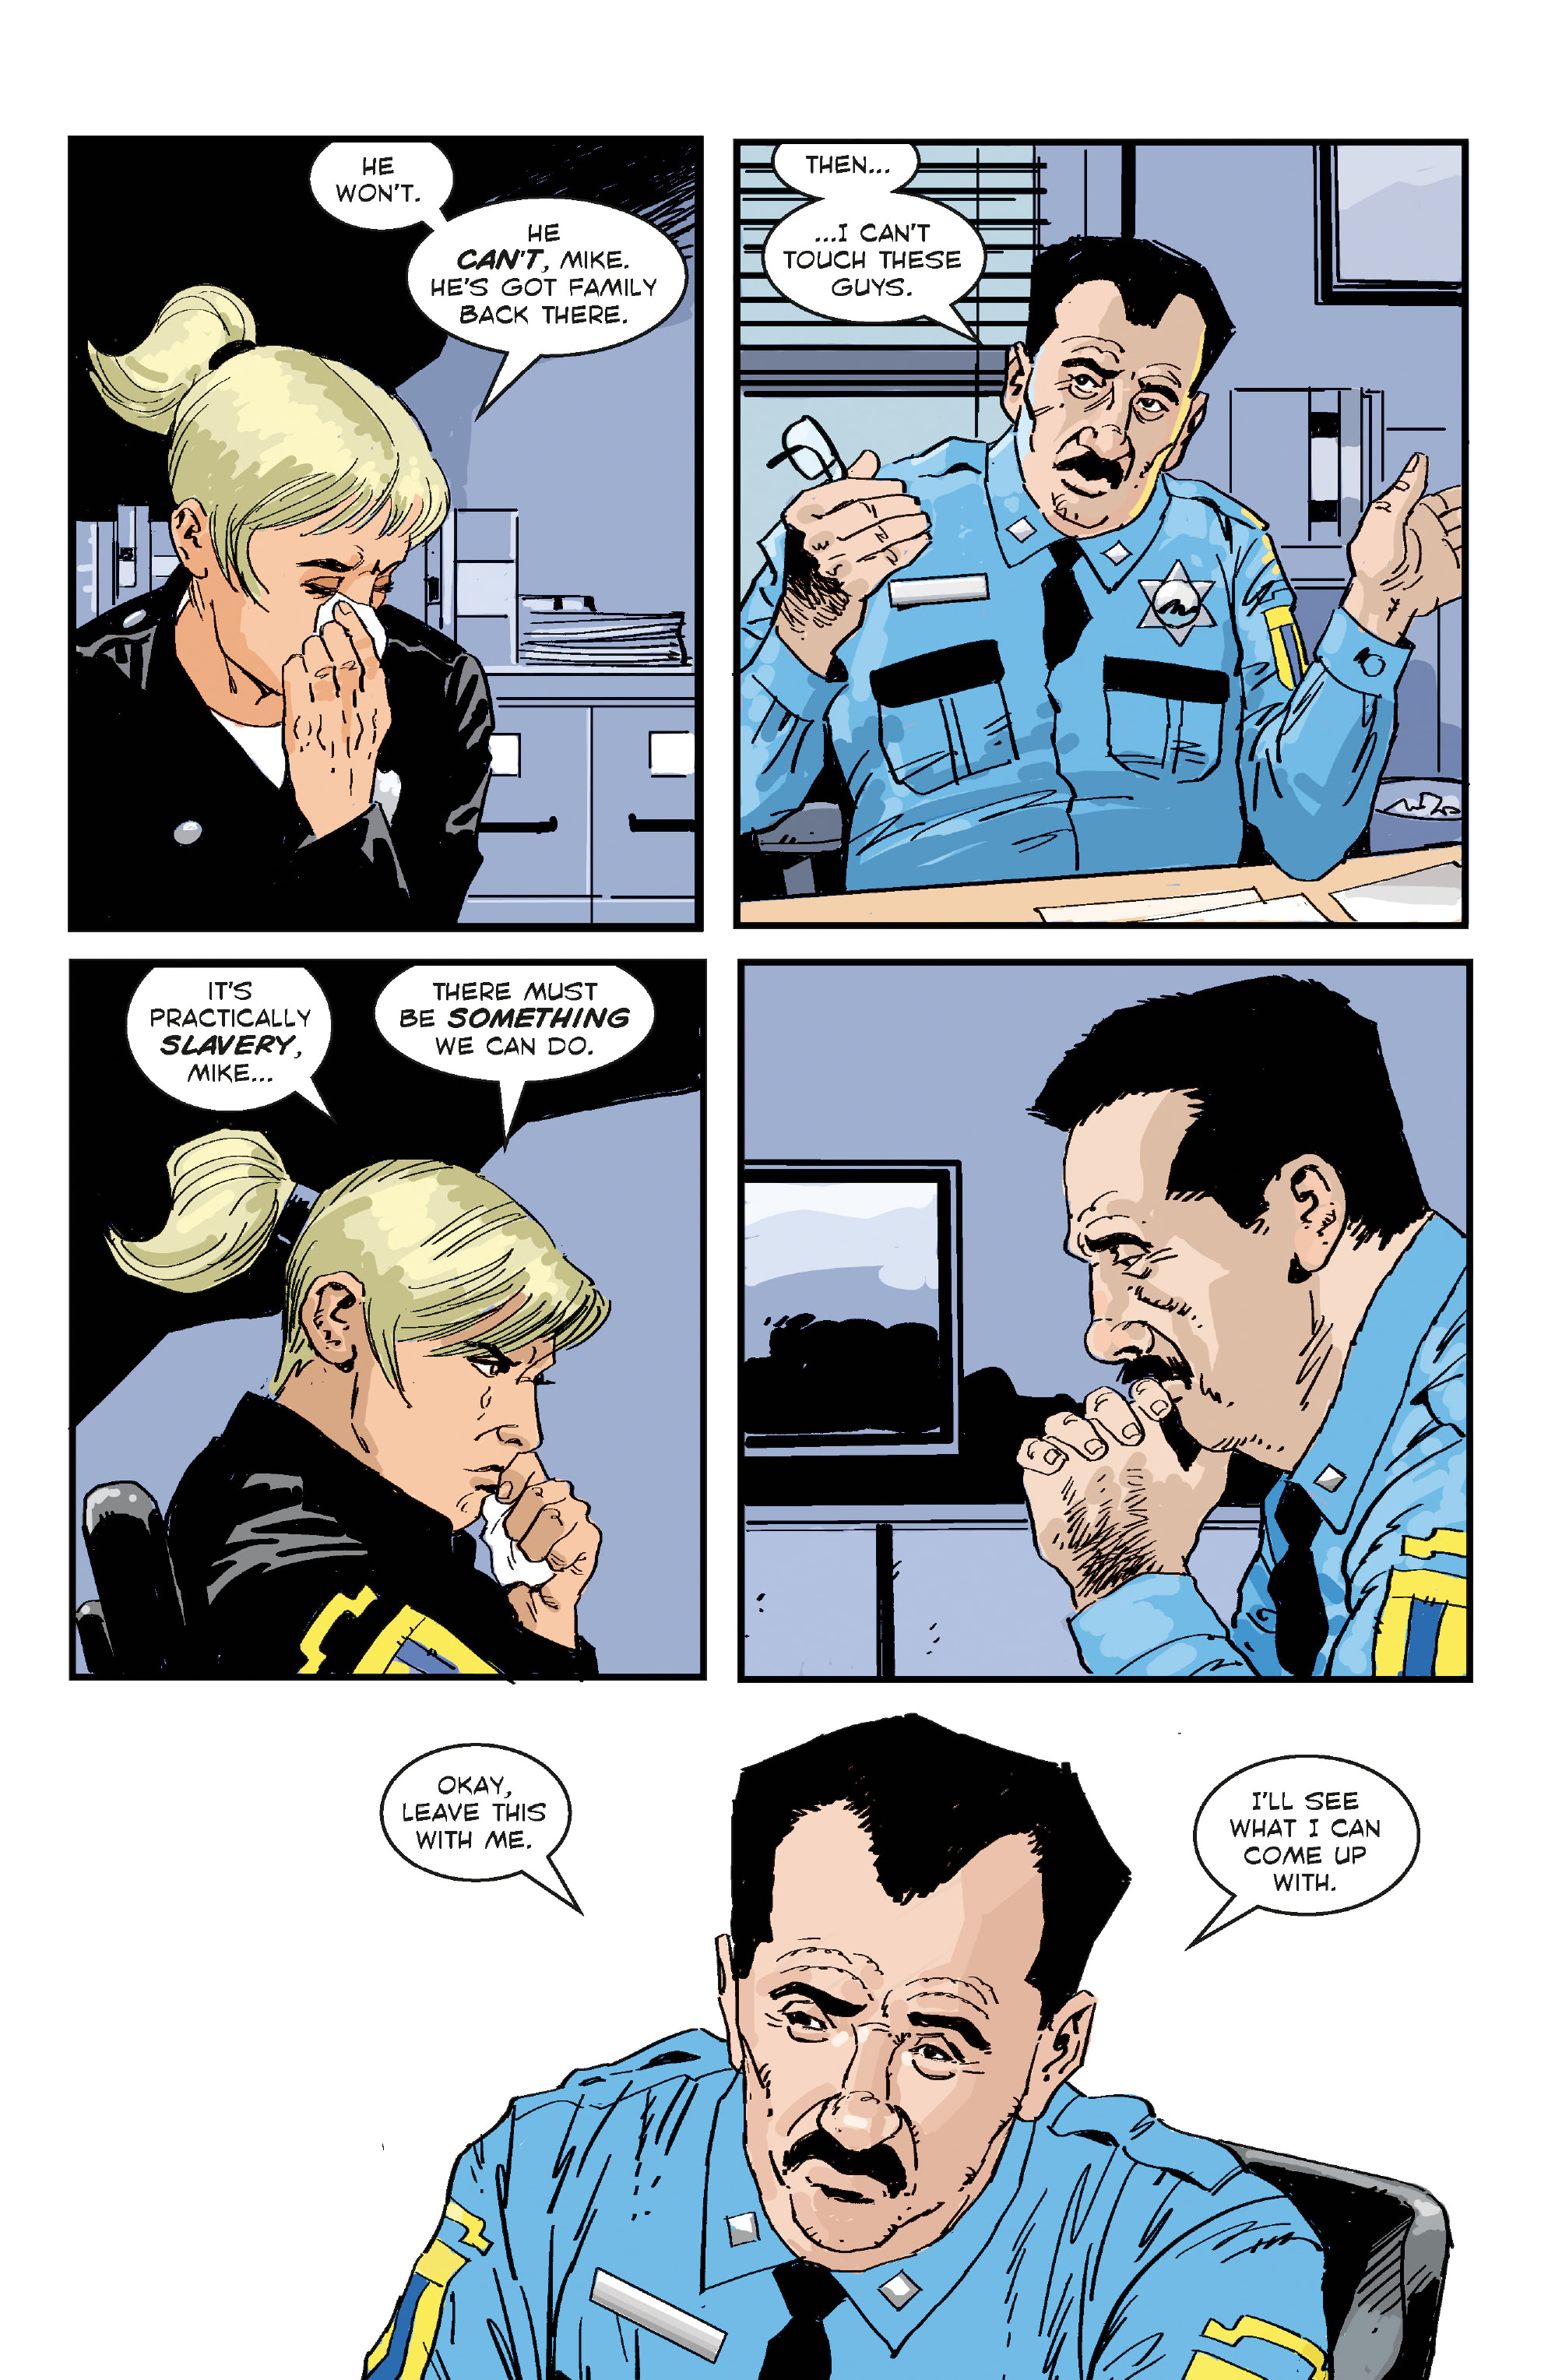 HE
WON'T.
HE
CAN'T, MIKE.
HE'S GOT FAMILY
BACK THERE.
THEN...
...I CAN'T
TOUCH THESE
GUYS.
IT'S
PRACTICALLY
SLAVERY,
MIKE...
THERE MUST
BE SOMETHING
WE CAN DO.
OKAY,
LEAVE THIS
WITH ME.
I'LL SEE
WHAT I CAN
COME UP
WITH.